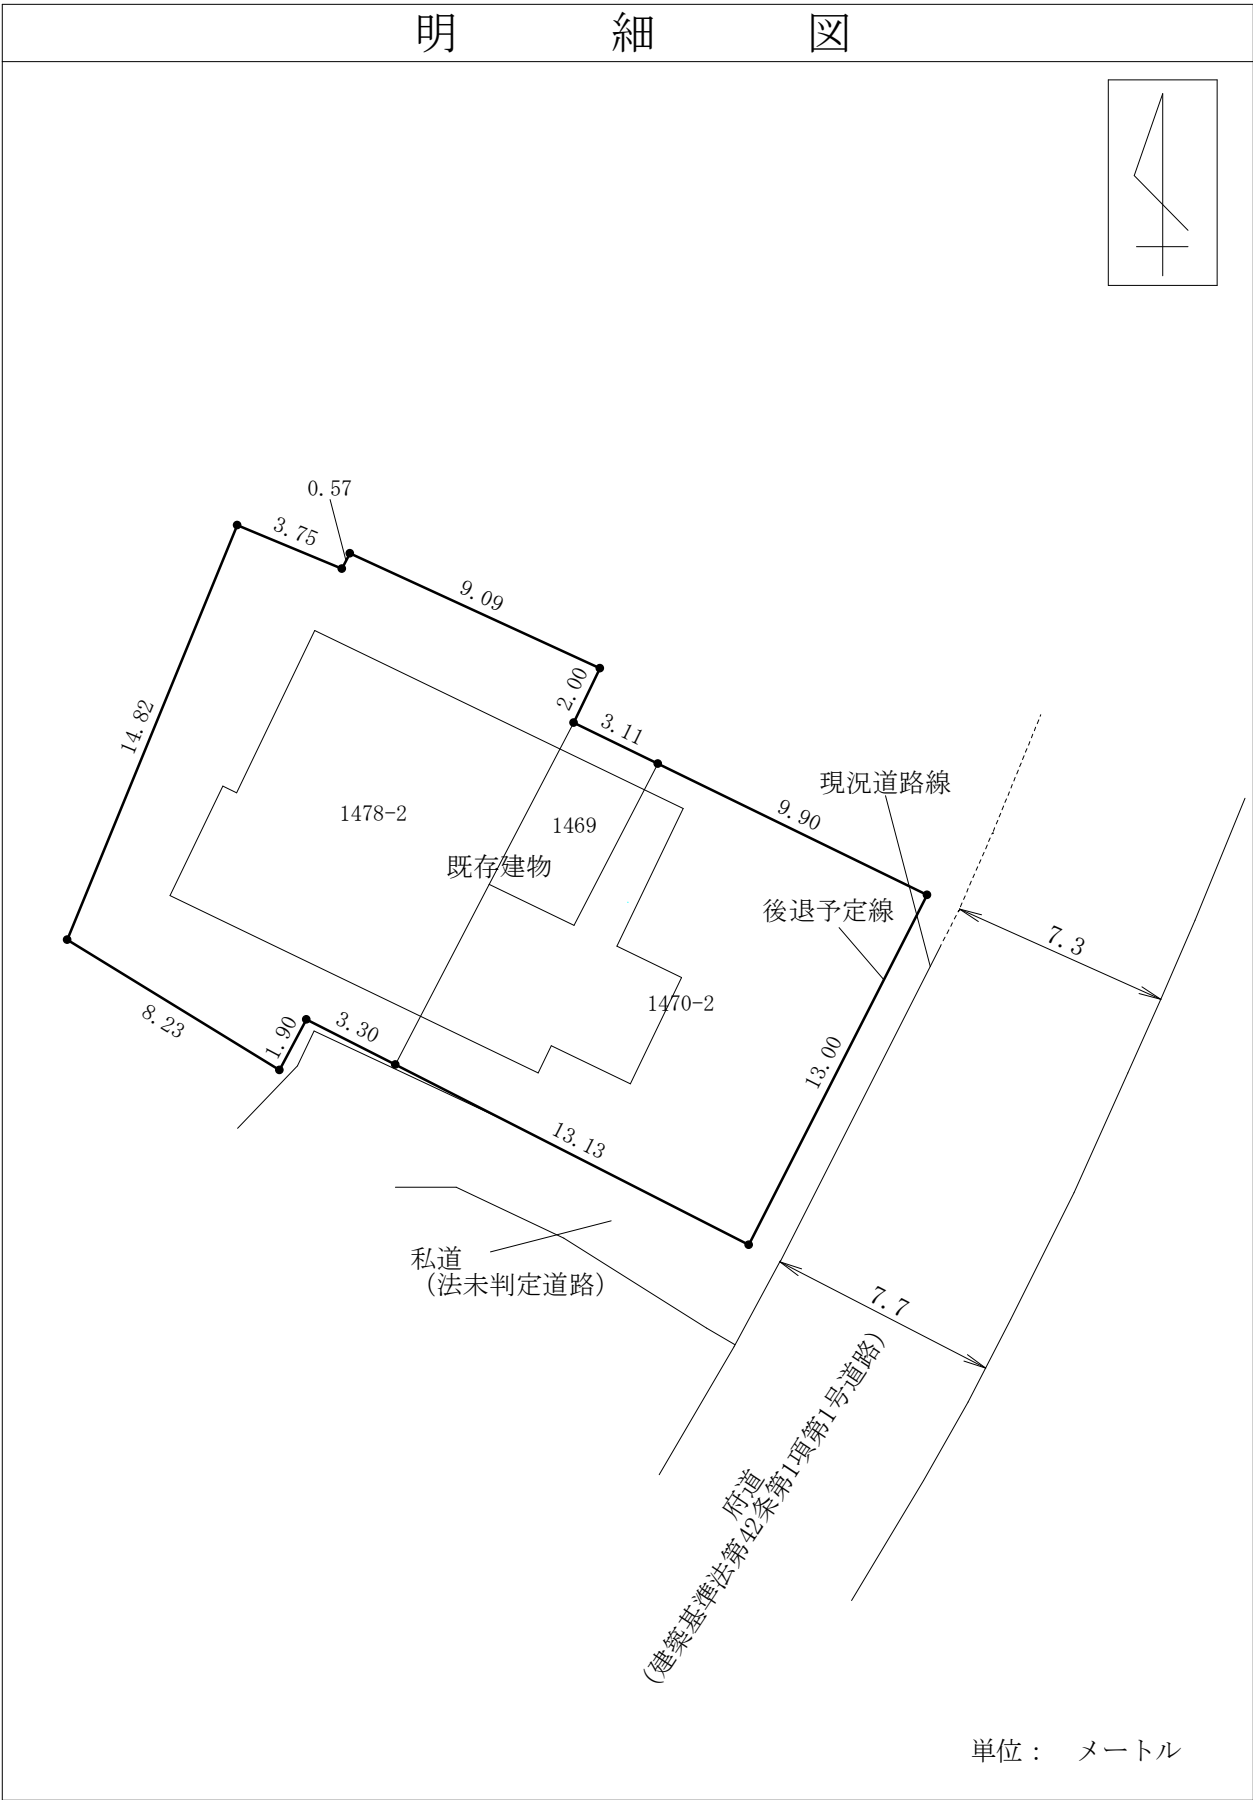 明 細 図
0.57
3.75
9.09
2.00
3.11
14.82
現況道路線
9.90
1478-2
1469
既存建物
後退予定線
7.3
1470-2
8.23
1.90
3.30
13.00
13.13
私道
(法未判定道路)
7.7
府道
(建築基準法第42条第1項第1号道路)
単位： メートル